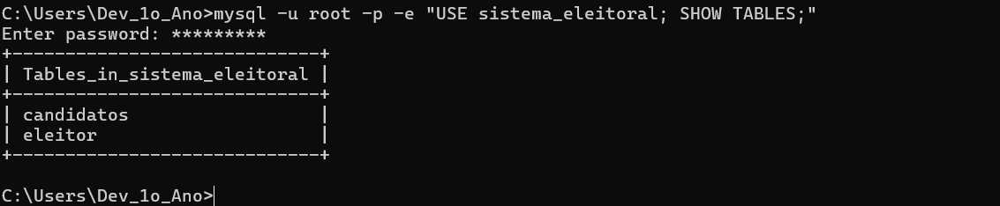 C:\Users\Dev_1o_Ano>mysql -u root -p -e "USE sistema_eleitoral; SHOW TABLES;"
Enter password: *********
+-----------------------------+
| Tables_in_sistema_eleitoral |
+-----------------------------+
| candidatos                  |
| eleitor                     |
+-----------------------------+
C:\Users\Dev_1o_Ano>